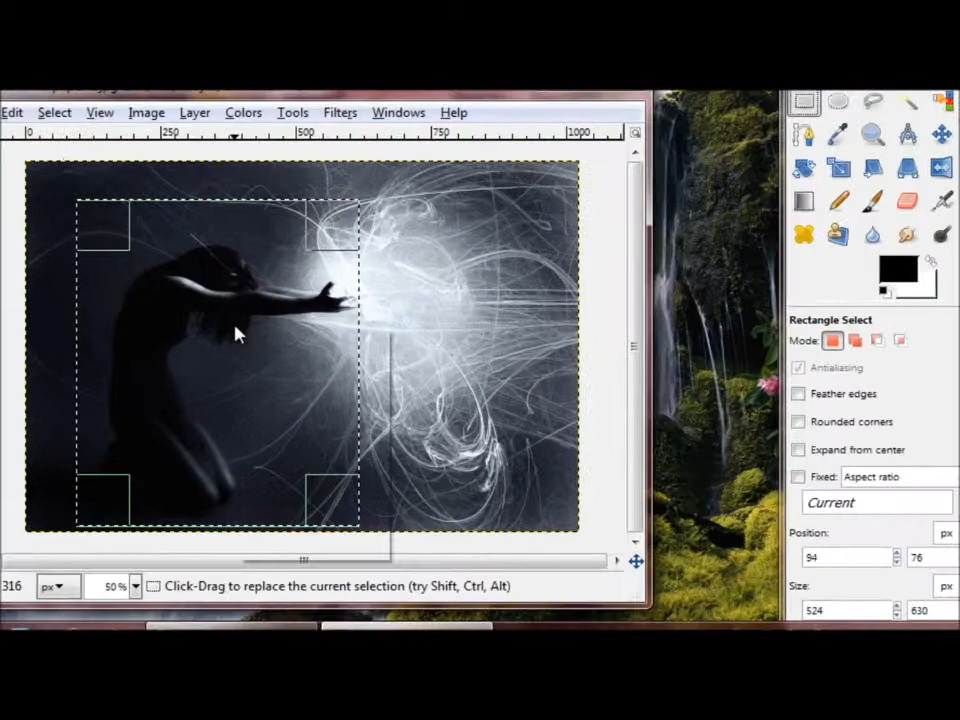 Edit Select View Image Layer Colors Tools Filters Windows Help
0 250 500 750 1000
316 px 50% Click-Drag to replace the current selection (try Shift, Ctrl, Alt)
Rectangle Select
Mode:
Antialiasing
Feather edges
Rounded corners
Expand from center
Fixed: Aspect ratio
Current
Position: px
94 76
Size: px
524 630